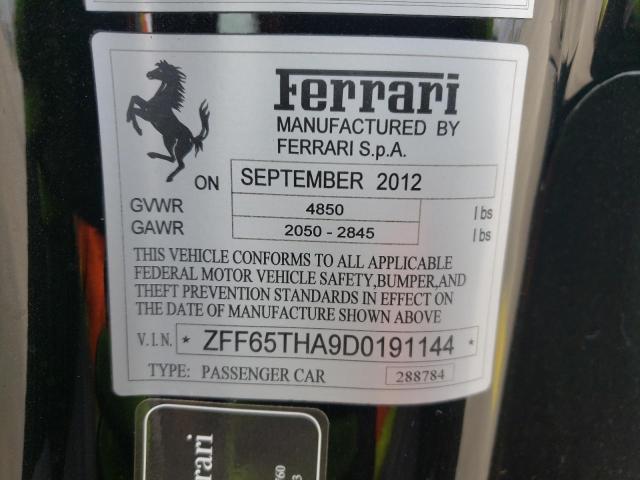 Ferrari
MANUFACTURED BY
FERRARI S.p.A.
ON SEPTEMBER 2012
GVWR 4850 lbs
GAWR 2050 - 2845 lbs
THIS VEHICLE CONFORMS TO ALL APPLICABLE
FEDERAL MOTOR VEHICLE SAFETY,BUMPER,AND
THEFT PREVENTION STANDARDS IN EFFECT ON
THE DATE OF MANUFACTURE SHOWN ABOVE
V.I.N. * ZFF65THA9D0191144 *
TYPE: PASSENGER CAR 288784